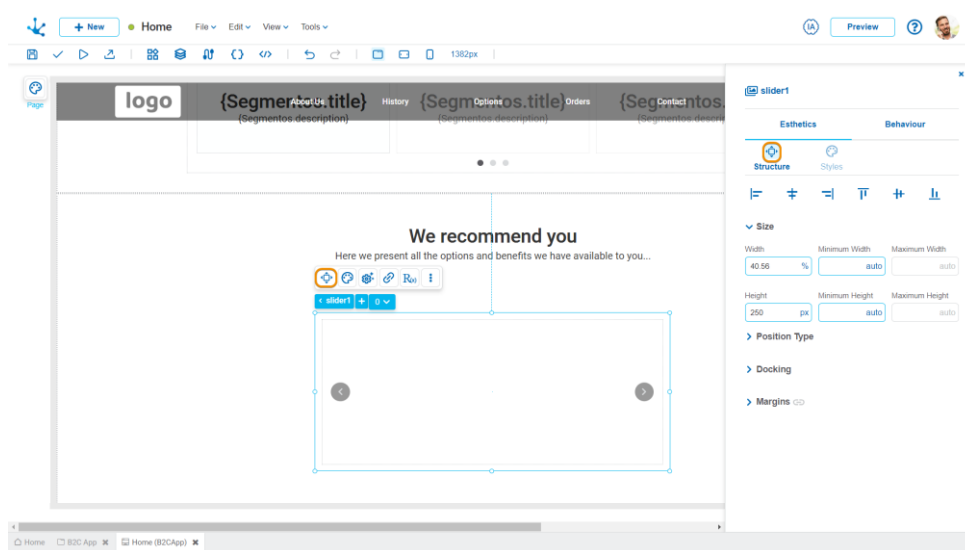 + New
Home
File
Edit
View
Tools
IA
Preview
?
1382px
Page
logo
{Segmentos.title}
About Us
History
{Segmentos.title}
Options
Orders
{Segmentos.
Contact
{Segmentos.description}
{Segmentos.description}
{Segmentos.descri
We recommend you
Here we present all the options and benefits we have available to you...
R(x)
slider1
+
0
slider1
Esthetics
Behaviour
Structure
Styles
Size
Width
Minimum Width
Maximum Width
40.56 %
auto
auto
Height
Minimum Height
Maximum Height
250 px
auto
auto
Position Type
Docking
Margins
Home
B2C App
Home (B2CApp)